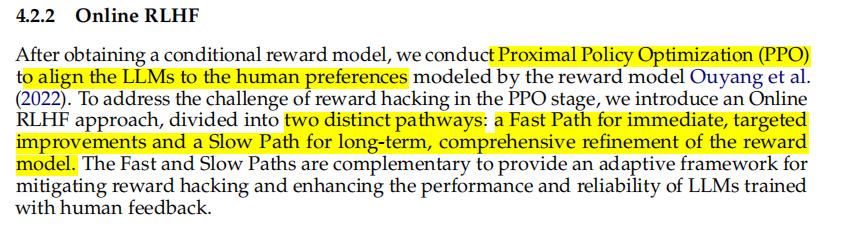 4.2.2 Online RLHF
After obtaining a conditional reward model, we conduct Proximal Policy Optimization (PPO)
to align the LLMs to the human preferences modeled by the reward model Ouyang et al.
(2022). To address the challenge of reward hacking in the PPO stage, we introduce an Online
RLHF approach, divided into two distinct pathways: a Fast Path for immediate, targeted
improvements and a Slow Path for long-term, comprehensive refinement of the reward
model. The Fast and Slow Paths are complementary to provide an adaptive framework for
mitigating reward hacking and enhancing the performance and reliability of LLMs trained
with human feedback.